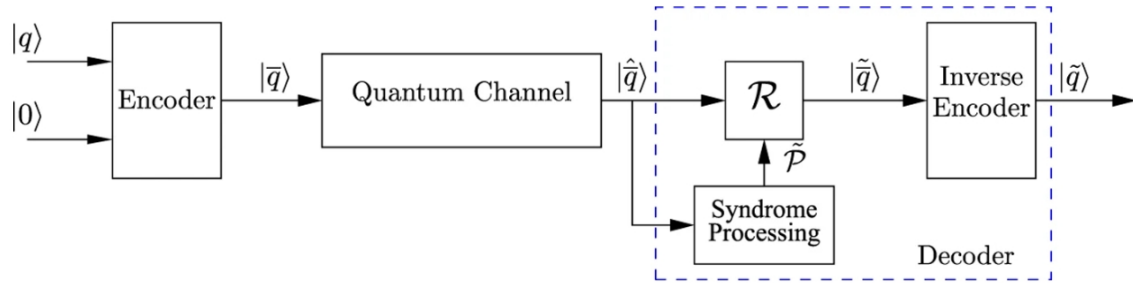 |q⟩
|0⟩
Encoder
|q̅⟩
Quantum Channel
|q̅̂⟩
R
P̃
Syndrome
Processing
|q̅̃⟩
Inverse
Encoder
|q̃⟩
Decoder